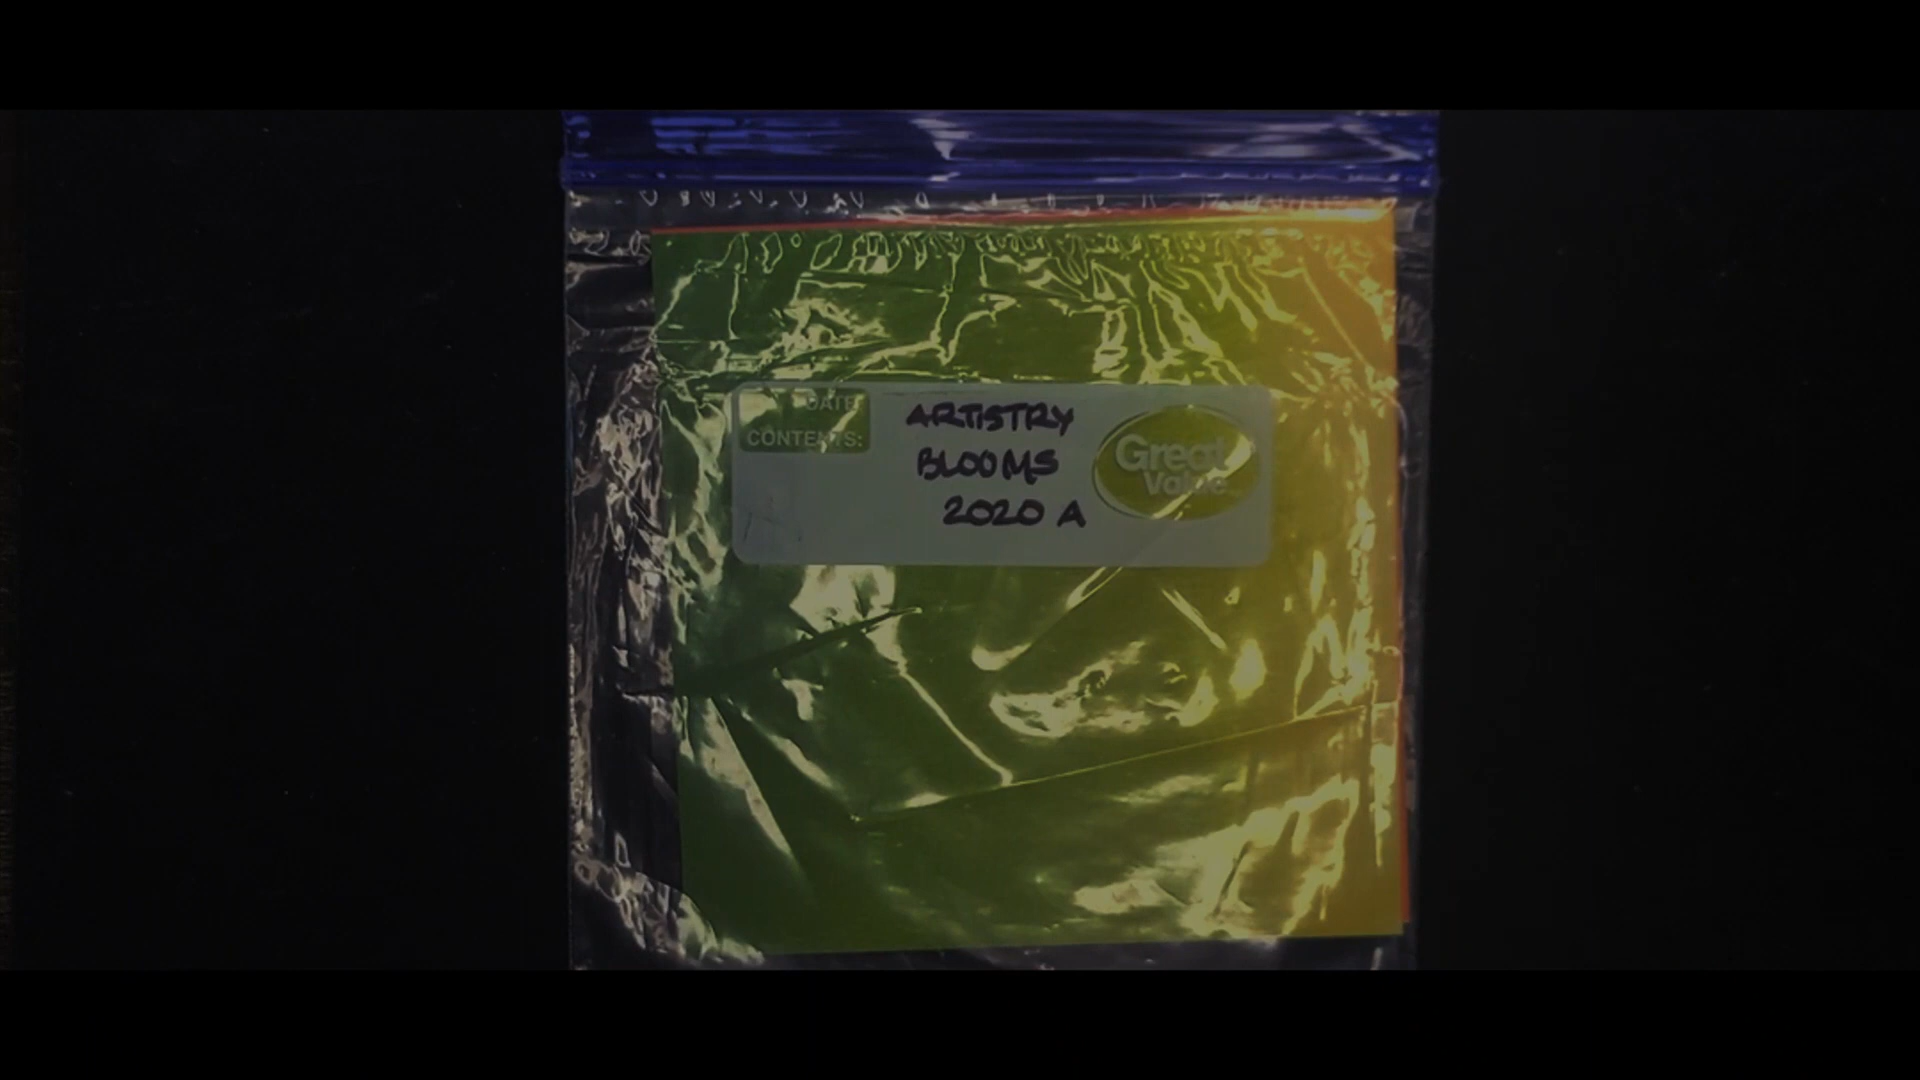 DATE:
CONTENTS:
ARTISTRY
BLOOMS
2020 A
Great
Value